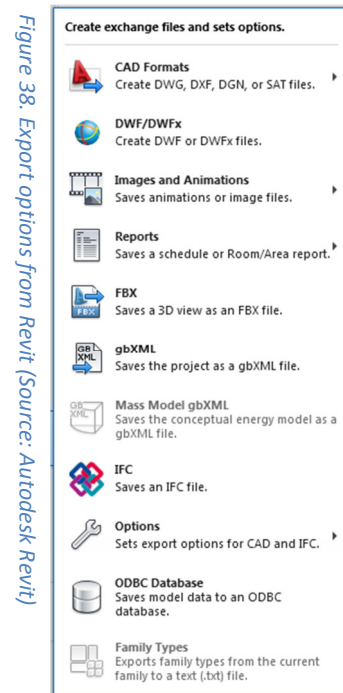 Create exchange files and sets options.
CAD Formats
Create DWG, DXF, DGN, or SAT files.
DWF/DWFx
Create DWF or DWFx files.
Images and Animations
Saves animations or image files.
Reports
Saves a schedule or Room/Area report.
FBX
FBX
Saves a 3D view as an FBX file.
GB
XML
gbXML
Saves the project as a gbXML file.
GB
XML
Mass Model gbXML
Saves the conceptual energy model as a
gbXML file.
IFC
Saves an IFC file.
Options
Sets export options for CAD and IFC.
ODBC Database
Saves model data to an ODBC
database.
Family Types
Exports family types from the current
family to a text (.txt) file.
Figure 38. Export options from Revit (Source: Autodesk Revit)